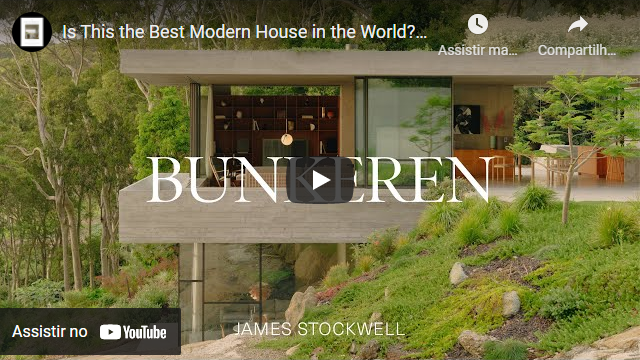 Is This the Best Modern House in the World?...
Assistir ma...
Compartilh...
BUNKEREN
Assistir no YouTube
JAMES STOCKWELL